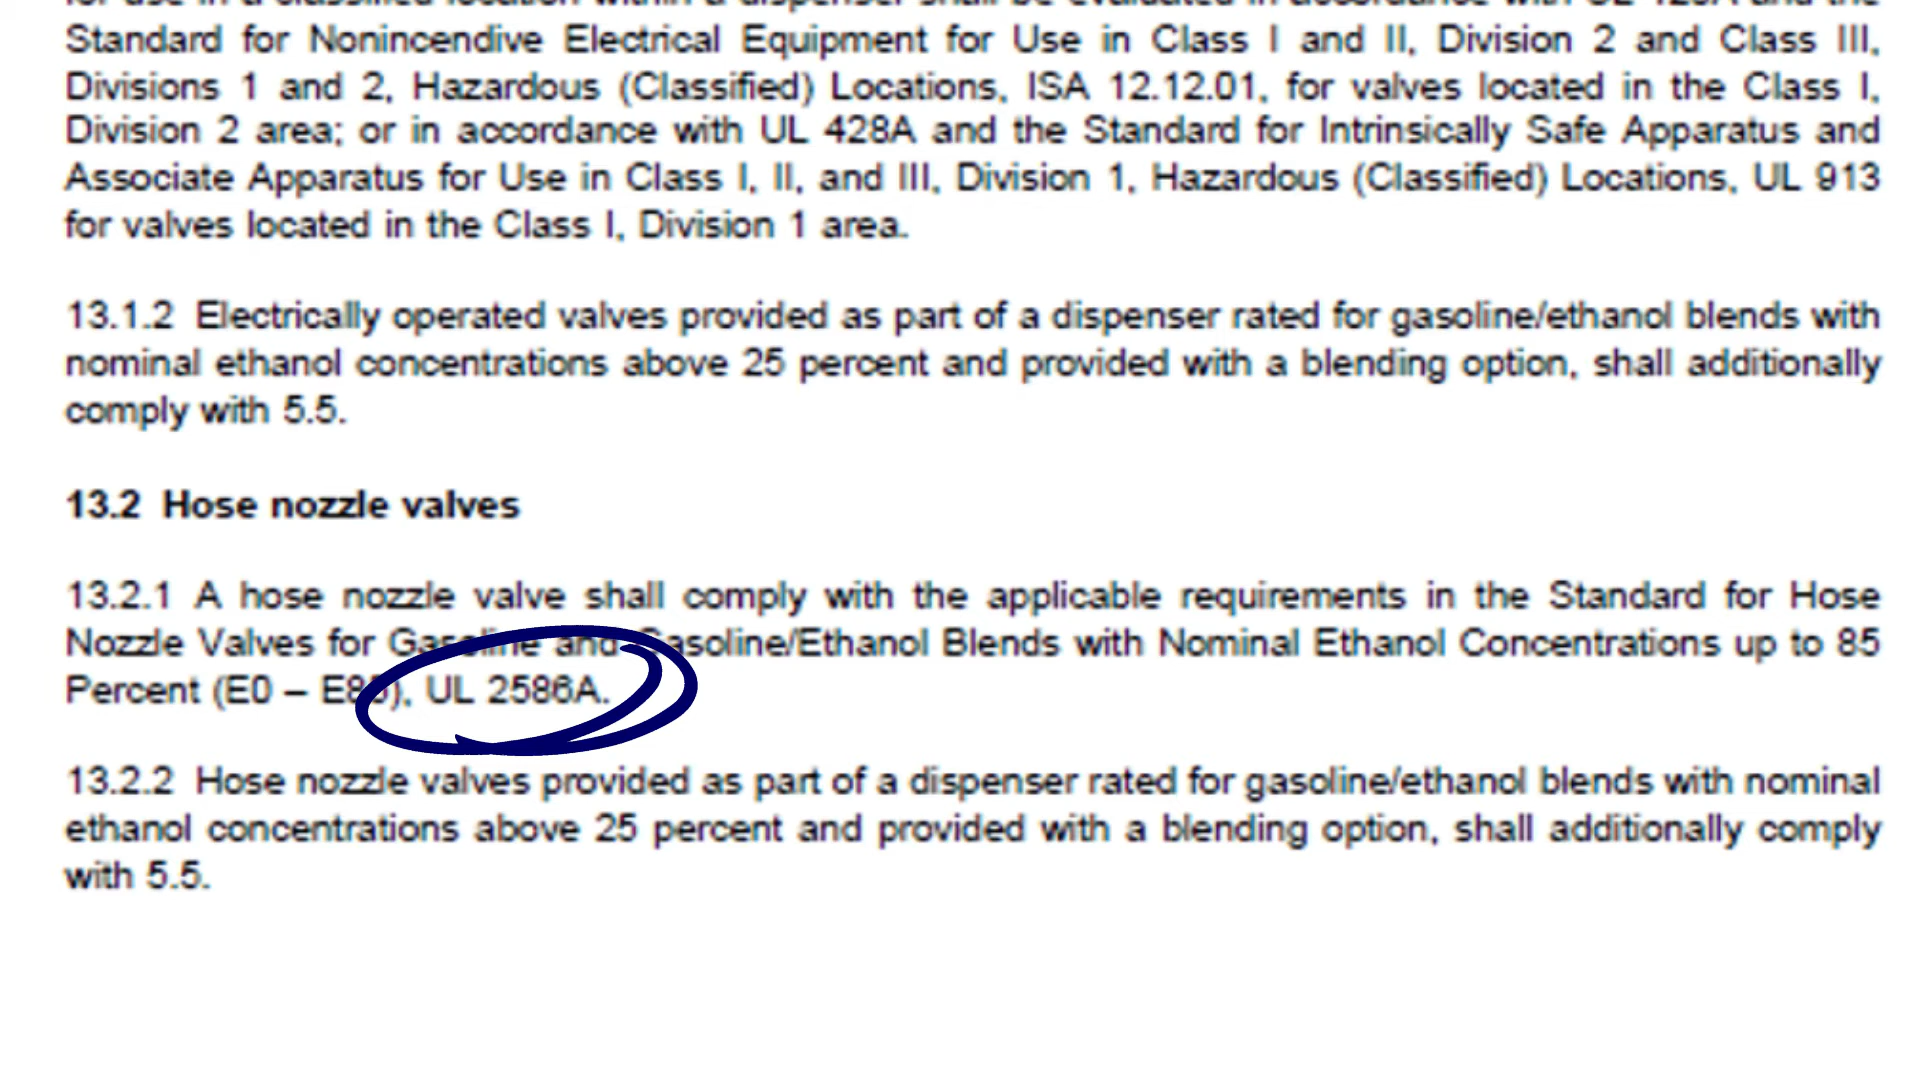 Standard for Nonincendive Electrical Equipment for Use in Class I and II, Division 2 and Class III,
Divisions 1 and 2, Hazardous (Classified) Locations, ISA 12.12.01, for valves located in the Class I,
Division 2 area; or in accordance with UL 428A and the Standard for Intrinsically Safe Apparatus and
Associate Apparatus for Use in Class I, II, and III, Division 1, Hazardous (Classified) Locations, UL 913
for valves located in the Class I, Division 1 area.
13.1.2 Electrically operated valves provided as part of a dispenser rated for gasoline/ethanol blends with
nominal ethanol concentrations above 25 percent and provided with a blending option, shall additionally
comply with 5.5.
13.2 Hose nozzle valves
13.2.1 A hose nozzle valve shall comply with the applicable requirements in the Standard for Hose
Nozzle Valves for Gasoline and Gasoline/Ethanol Blends with Nominal Ethanol Concentrations up to 85
Percent (E0 – E85), UL 2586A.
13.2.2 Hose nozzle valves provided as part of a dispenser rated for gasoline/ethanol blends with nominal
ethanol concentrations above 25 percent and provided with a blending option, shall additionally comply
with 5.5.